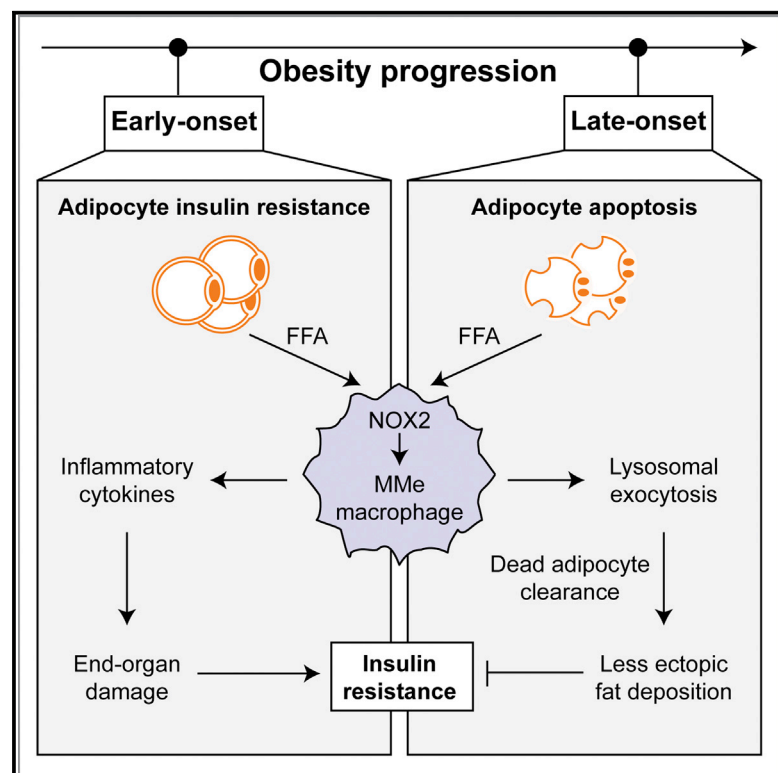 Obesity progression
Early-onset
Late-onset
Adipocyte insulin resistance
Adipocyte apoptosis
FFA
FFA
NOX2
MMe
macrophage
Inflammatory
cytokines
Lysosomal
exocytosis
Dead adipocyte
clearance
End-organ
damage
Insulin
resistance
Less ectopic
fat deposition